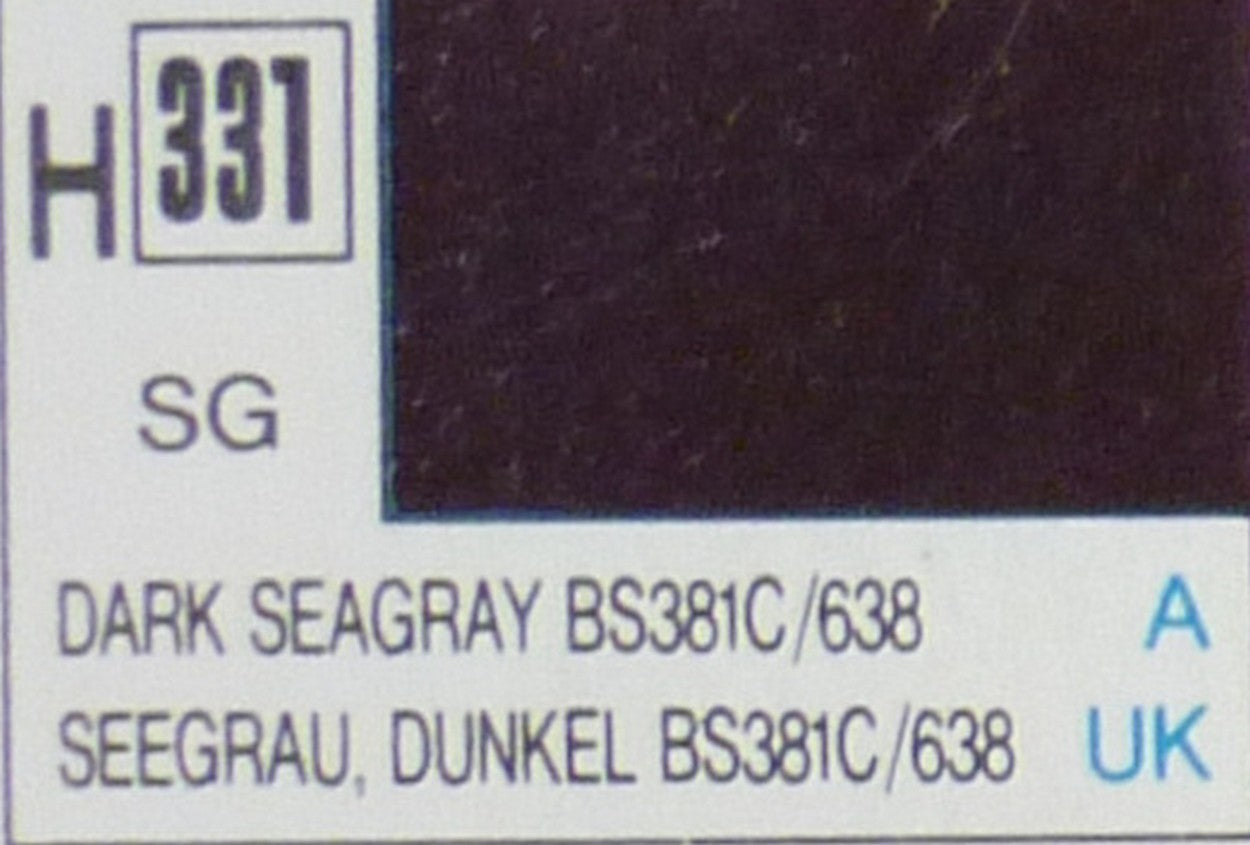 H 331
SG
DARK SEAGRAY BS381C/638 A
SEEGRAU, DUNKEL BS381C/638 UK